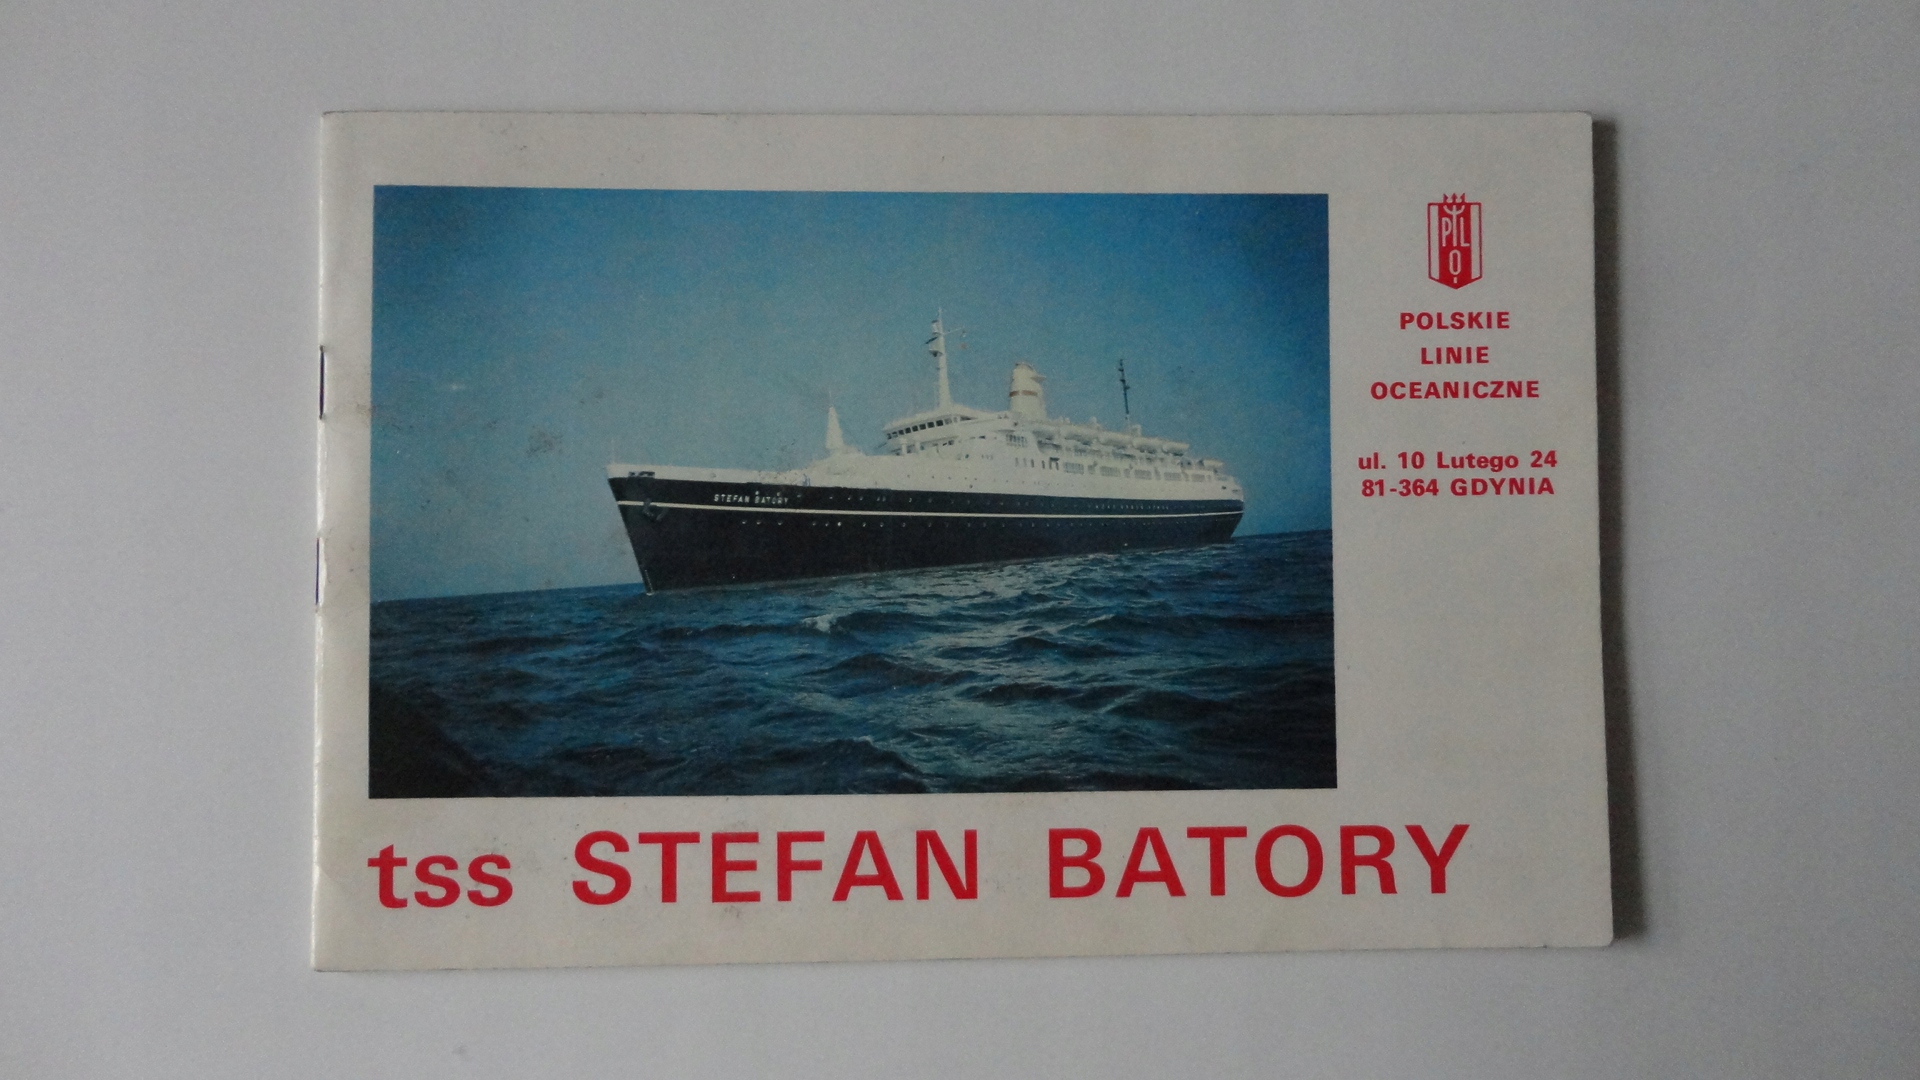 STEFAN BATORY
PLO
POLSKIE
LINIE
OCEANICZNE
ul. 10 Lutego 24
81-364 GDYNIA
tss STEFAN BATORY